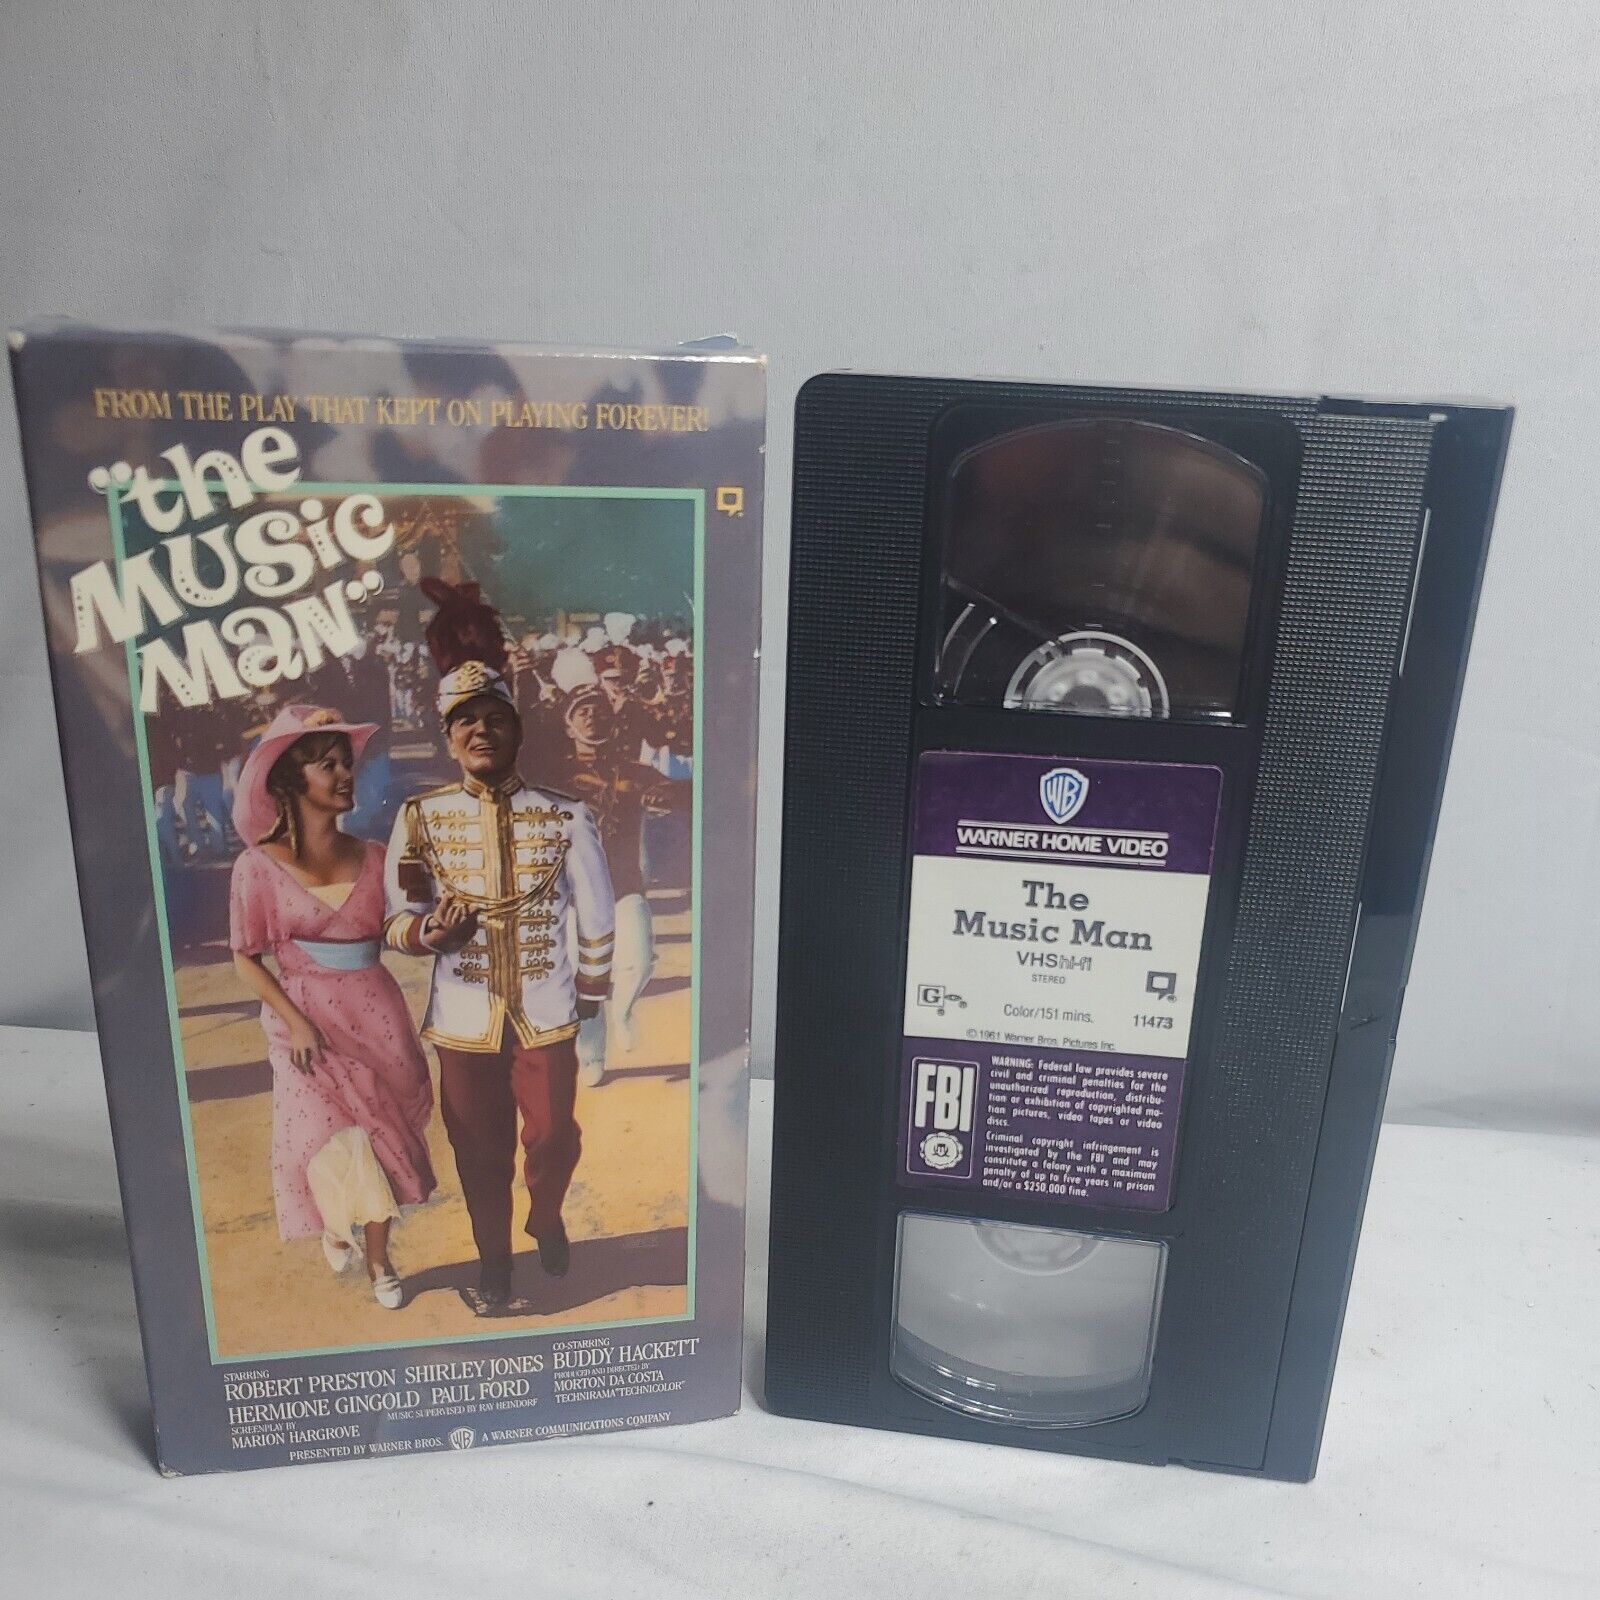 FROM THE PLAY THAT KEPT ON PLAYING FOREVER!
"the
MUSic
MaN"
STARRING
ROBERT PRESTON SHIRLEY JONES
HERMIONE GINGOLD PAUL FORD
MUSIC SUPERVISED BY RAY HEINDORF
SCREENPLAY BY
MARION HARGROVE
CO-STARRING
BUDDY HACKETT
PRODUCED AND DIRECTED BY
MORTON DA COSTA
TECHNIRAMA® TECHNICOLOR®
PRESENTED BY WARNER BROS. WB A WARNER COMMUNICATIONS COMPANY
WB
WARNER HOME VIDEO
The
Music Man
VHS hi-fi
STEREO
G ®
Color/151 mins. 11473
© 1961 Warner Bros. Pictures Inc.
FBI
WARNING: Federal law provides severe
civil and criminal penalties for the
unauthorized reproduction, distribu-
tion or exhibition of copyrighted mo-
tion pictures, video tapes or video
discs.
Criminal copyright infringement is
investigated by the FBI and may
constitute a felony with a maximum
penalty of up to five years in prison
and/or a $250,000 fine.